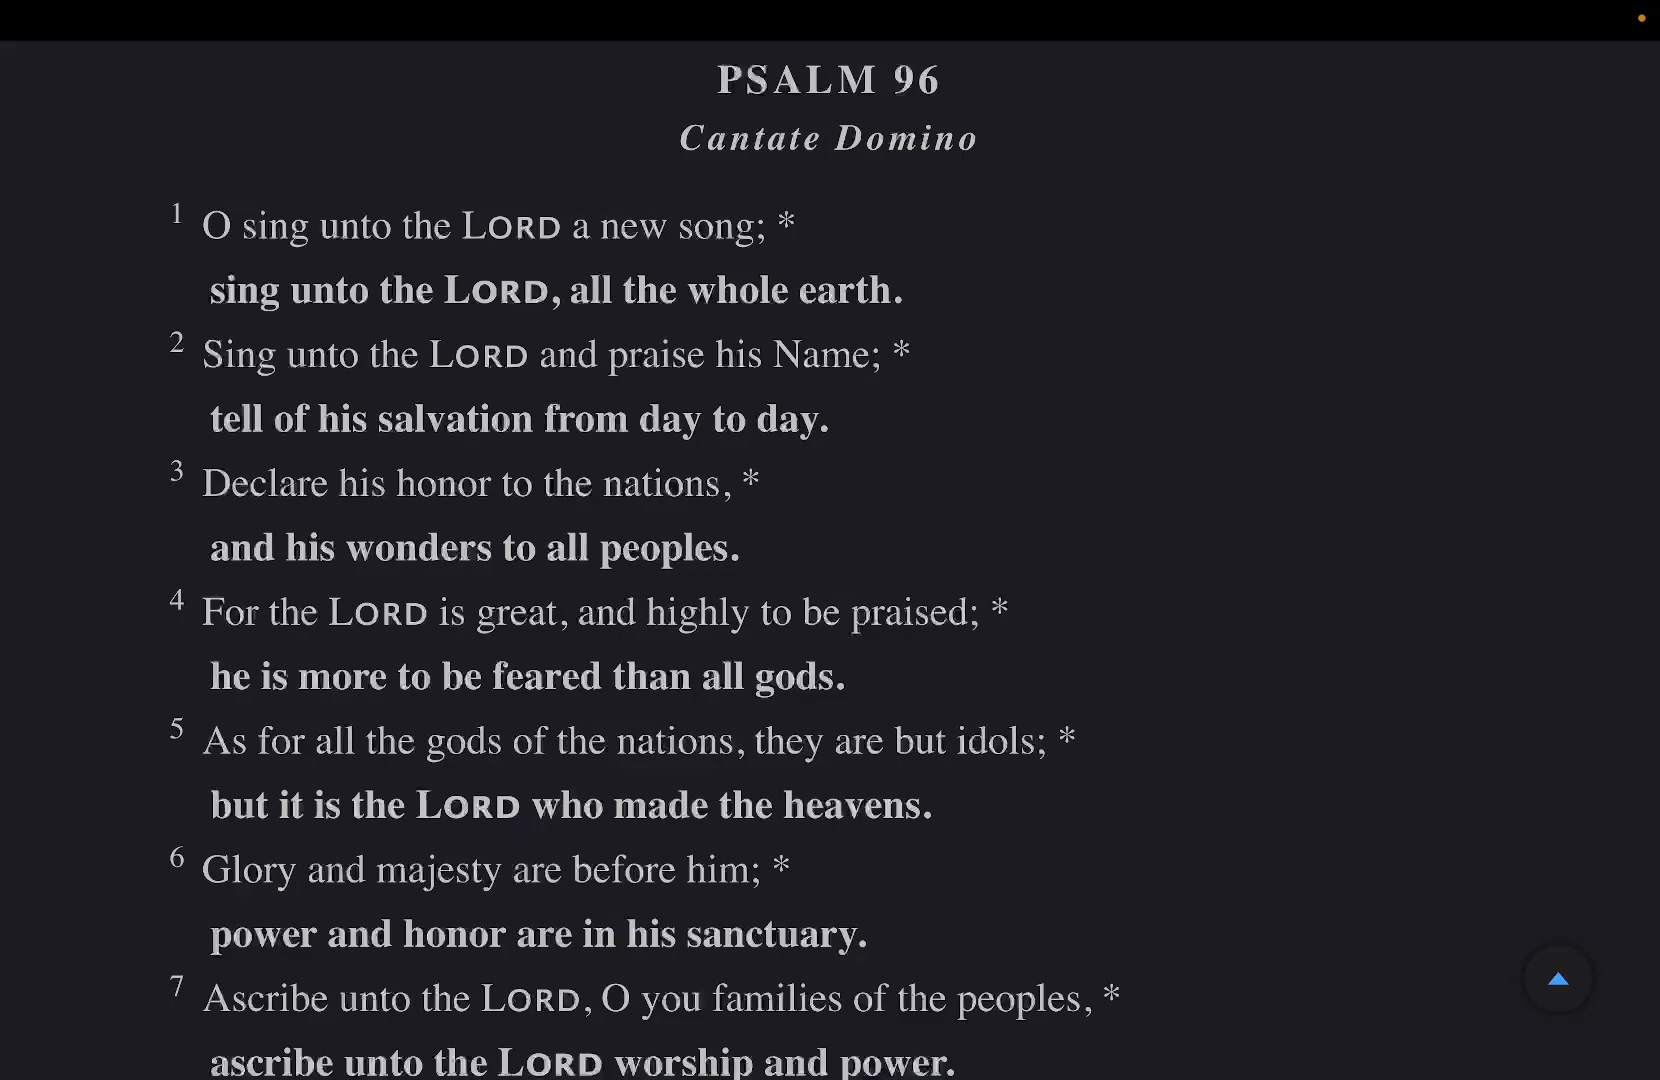 PSALM 96
Cantate Domino
1 O sing unto the LORD a new song; *
sing unto the LORD, all the whole earth.
2 Sing unto the LORD and praise his Name; *
tell of his salvation from day to day.
3 Declare his honor to the nations, *
and his wonders to all peoples.
4 For the LORD is great, and highly to be praised; *
he is more to be feared than all gods.
5 As for all the gods of the nations, they are but idols; *
but it is the LORD who made the heavens.
6 Glory and majesty are before him; *
power and honor are in his sanctuary.
7 Ascribe unto the LORD, O you families of the peoples, *
ascribe unto the LORD worship and power.